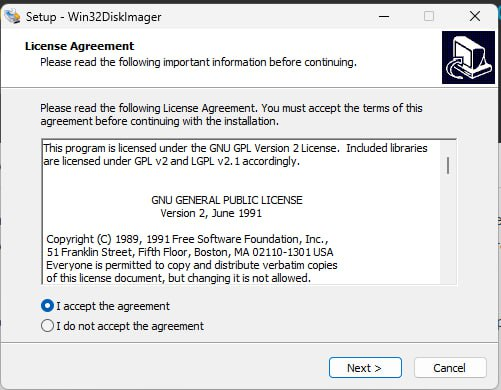 Setup - Win32DiskImager
License Agreement
Please read the following important information before continuing.
Please read the following License Agreement. You must accept the terms of this
agreement before continuing with the installation.
This program is licensed under the GNU GPL Version 2 License. Included libraries
are licensed under GPL v2 and LGPL v2.1 accordingly.
GNU GENERAL PUBLIC LICENSE
Version 2, June 1991
Copyright (C) 1989, 1991 Free Software Foundation, Inc.,
51 Franklin Street, Fifth Floor, Boston, MA 02110-1301 USA
Everyone is permitted to copy and distribute verbatim copies
of this license document, but changing it is not allowed.
I accept the agreement
I do not accept the agreement
Next >
Cancel